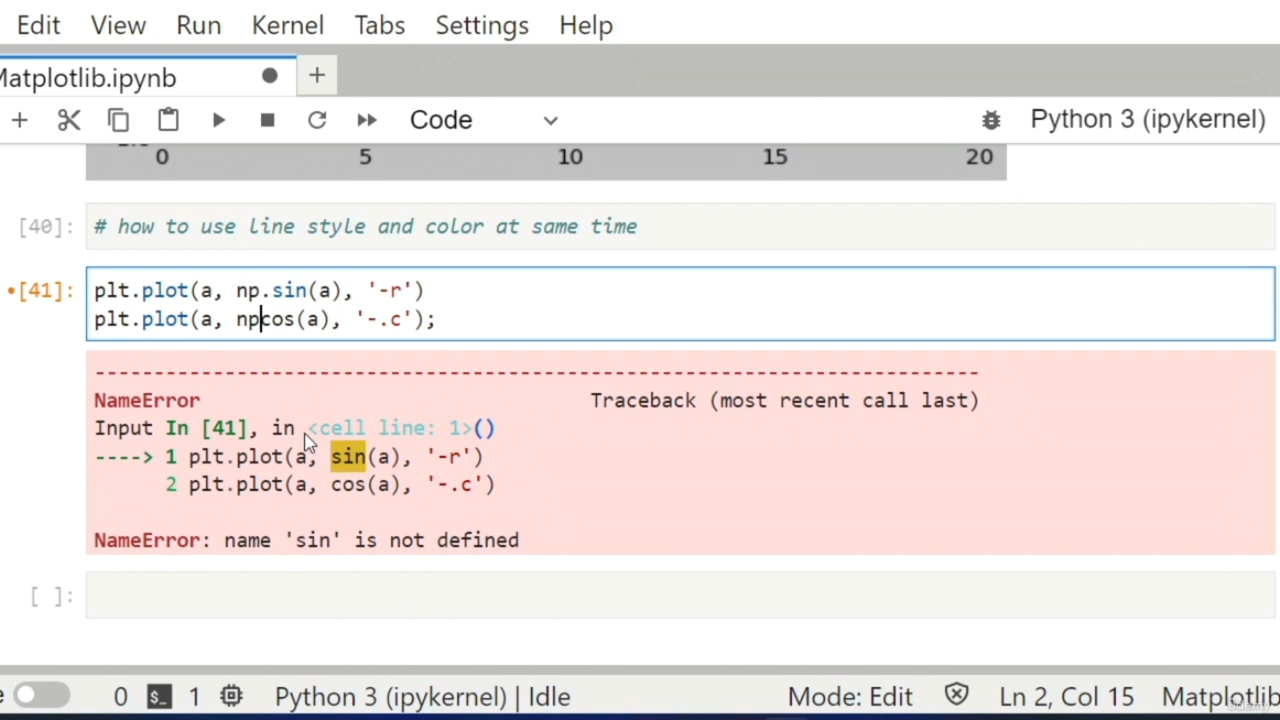 Edit View Run Kernel Tabs Settings Help
Matplotlib.ipynb
Code Python 3 (ipykernel)
0 5 10 15 20
[40]: # how to use line style and color at same time
[41]: plt.plot(a, np.sin(a), '-r')
plt.plot(a, npcos(a), '-.c');
---------------------------------------------------------------------------
NameError Traceback (most recent call last)
Input In [41], in <cell line: 1>()
----> 1 plt.plot(a, sin(a), '-r')
2 plt.plot(a, cos(a), '-.c')
NameError: name 'sin' is not defined
[ ]:
0 $_ 1 Python 3 (ipykernel) | Idle Mode: Edit Ln 2, Col 15 Matplotlib
Udemy